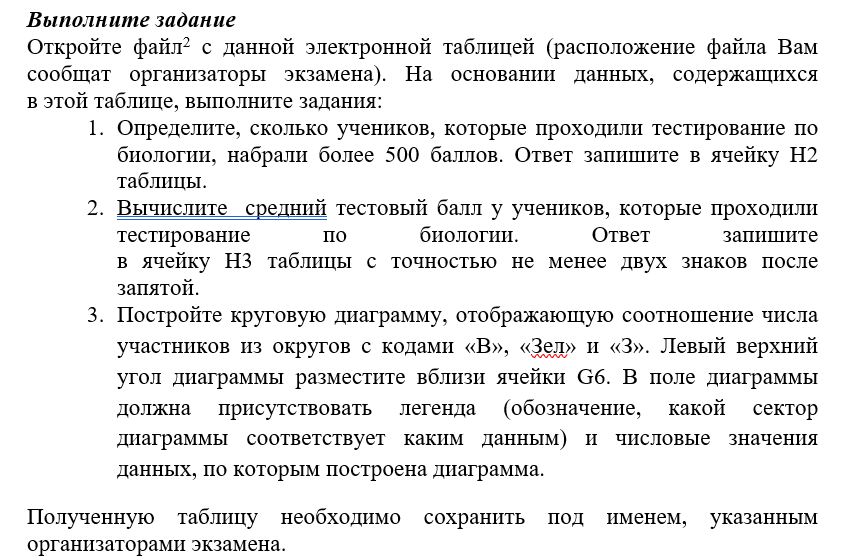 Выполните задание
Откройте файл² с данной электронной таблицей (расположение файла Вам
сообщат организаторы экзамена). На основании данных, содержащихся
в этой таблице, выполните задания:
1. Определите, сколько учеников, которые проходили тестирование по
биологии, набрали более 500 баллов. Ответ запишите в ячейку H2
таблицы.
2. Вычислите средний тестовый балл у учеников, которые проходили
тестирование по биологии. Ответ запишите
в ячейку H3 таблицы с точностью не менее двух знаков после
запятой.
3. Постройте круговую диаграмму, отображающую соотношение числа
участников из округов с кодами «В», «Зел» и «З». Левый верхний
угол диаграммы разместите вблизи ячейки G6. В поле диаграммы
должна присутствовать легенда (обозначение, какой сектор
диаграммы соответствует каким данным) и числовые значения
данных, по которым построена диаграмма.
Полученную таблицу необходимо сохранить под именем, указанным
организаторами экзамена.